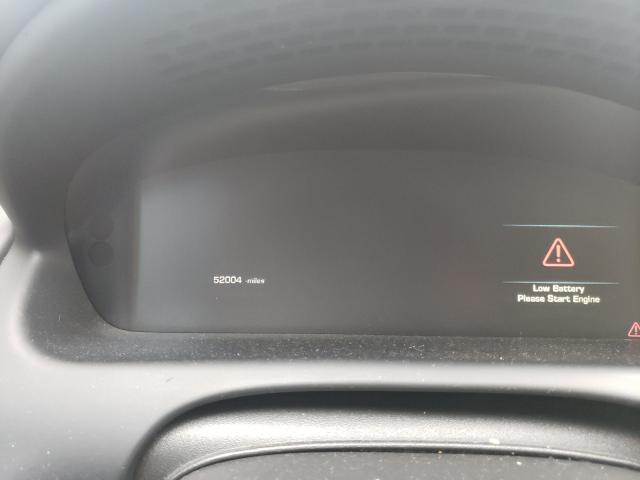 52004 miles
Low Battery
Please Start Engine